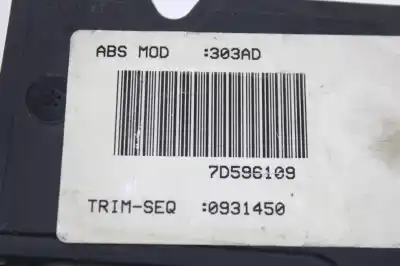 ABS MOD :303AD
7D596109
TRIM-SEQ :0931450